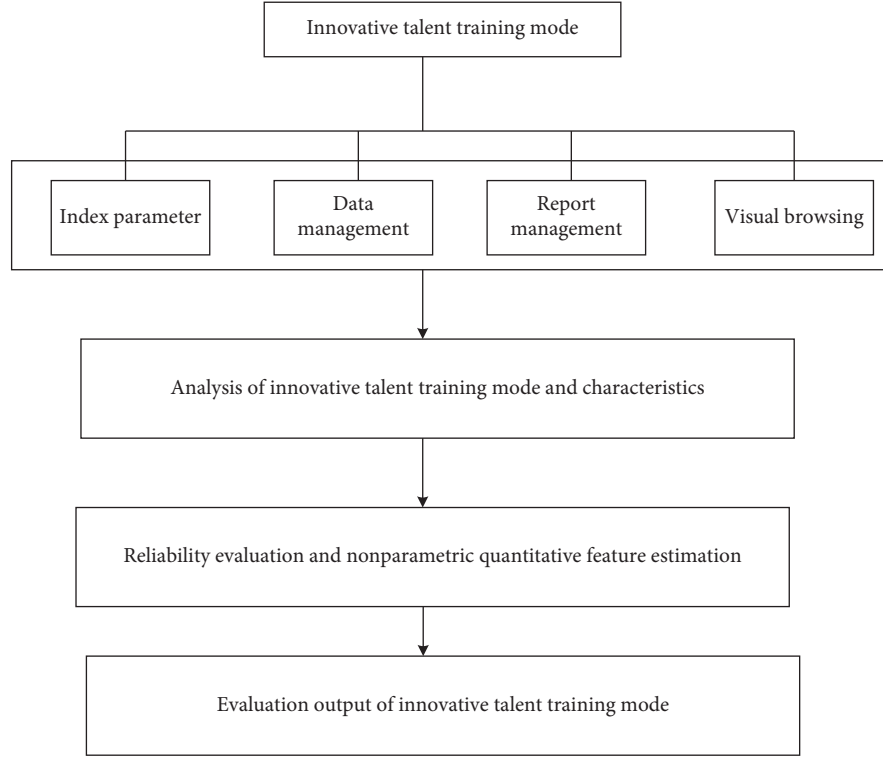 Innovative talent training mode
Index parameter
Data
management
Report
management
Visual browsing
Analysis of innovative talent training mode and characteristics
Reliability evaluation and nonparametric quantitative feature estimation
Evaluation output of innovative talent training mode